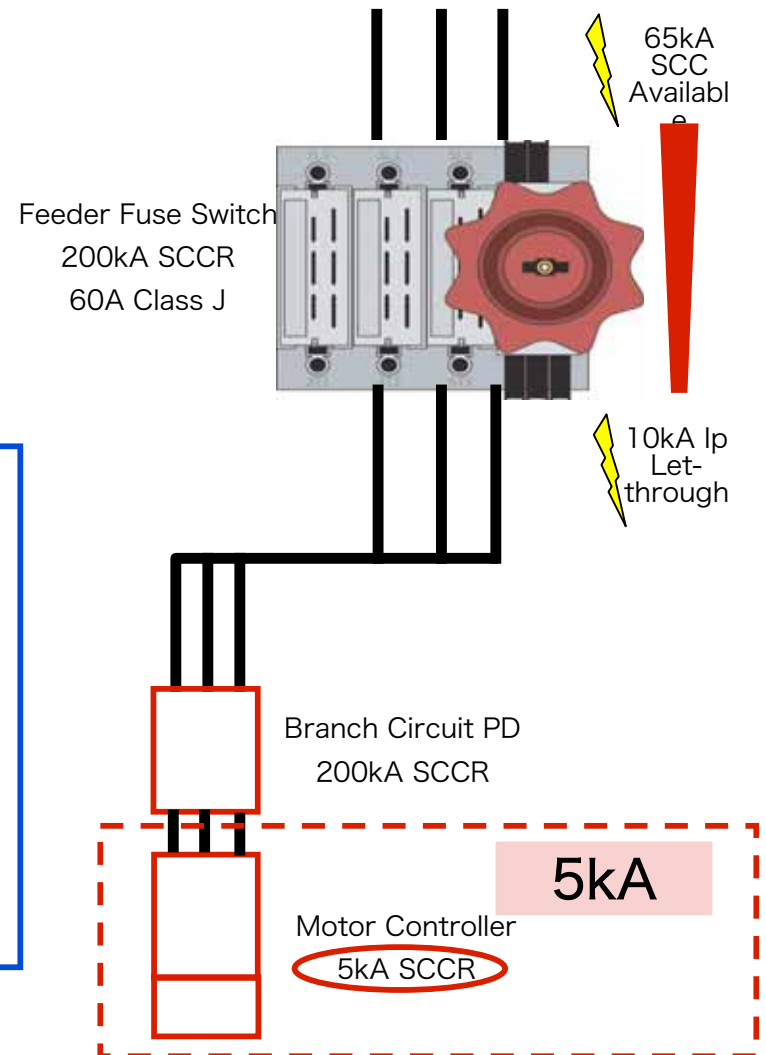 65kA
SCC
Availabl
e
Feeder Fuse Switch
200kA SCCR
60A Class J
10kA Ip
Let-
through
Branch Circuit PD
200kA SCCR
5kA
Motor Controller
5kA SCCR